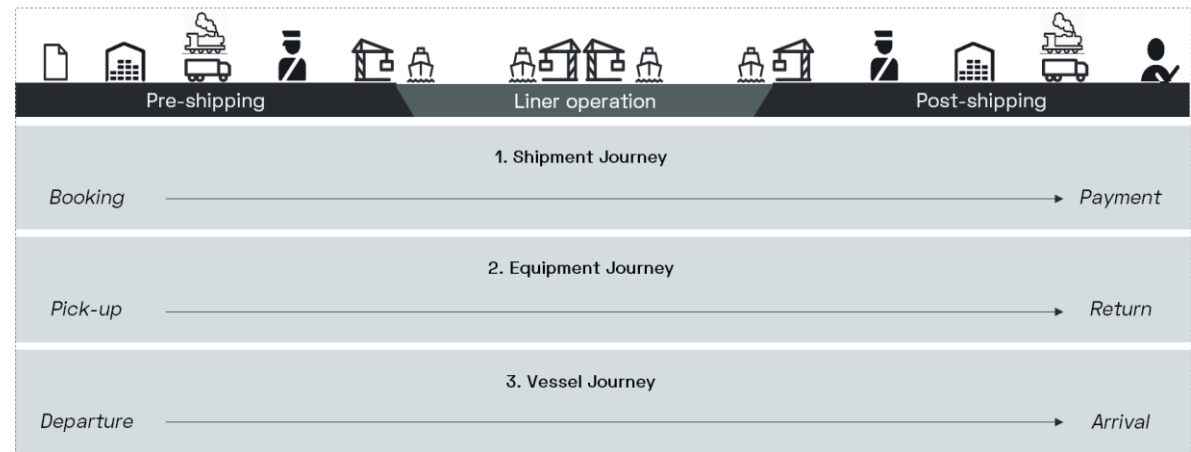 Pre-shipping Liner operation Post-shipping
1. Shipment Journey
Booking Payment
2. Equipment Journey
Pick-up Return
3. Vessel Journey
Departure Arrival